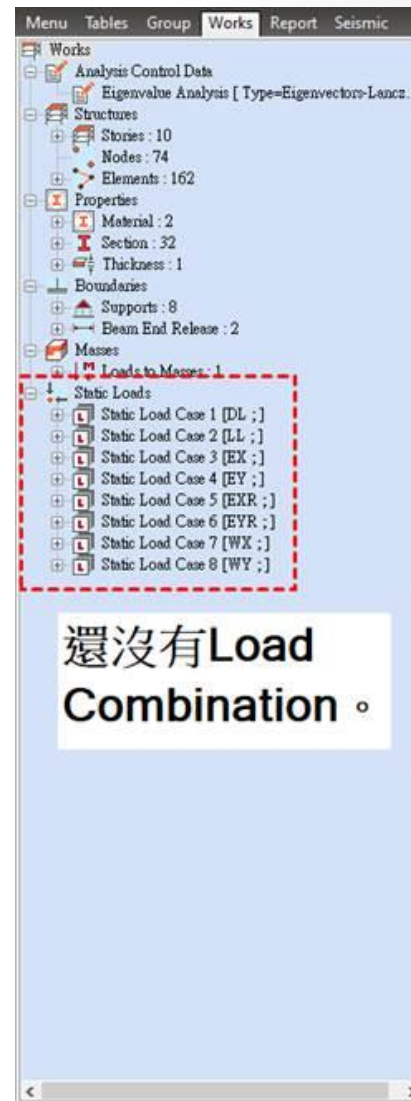 Menu Tables Group Works Report Seismic
Works
Analysis Control Data
Eigenvalue Analysis [ Type=Eigenvectors-Lancz.
Structures
Stories : 10
Nodes : 74
Elements : 162
Properties
Material : 2
Section : 32
Thickness : 1
Boundaries
Supports : 8
Beam End Release : 2
Masses
Loads to Masses : 1
Static Loads
Static Load Case 1 [DL ; ]
Static Load Case 2 [LL ; ]
Static Load Case 3 [EX ; ]
Static Load Case 4 [EY ; ]
Static Load Case 5 [EXR ; ]
Static Load Case 6 [EYR ; ]
Static Load Case 7 [WX ; ]
Static Load Case 8 [WY ; ]
還沒有Load
Combination。